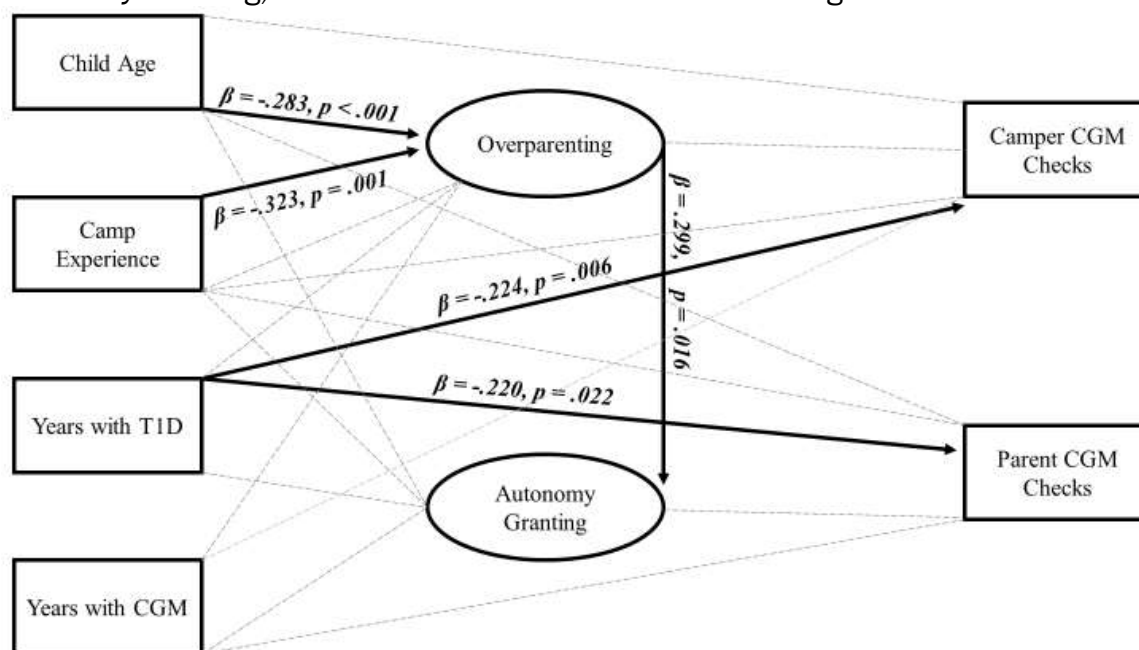 Child Age
β = -.283, p < .001
Overparenting
Camper CGM
Checks
β = -.323, p = .001
Camp
Experience
β = .299, p = .016
β = -.224, p = .006
β = -.220, p = .022
Years with T1D
Parent CGM
Checks
Autonomy
Granting
Years with CGM